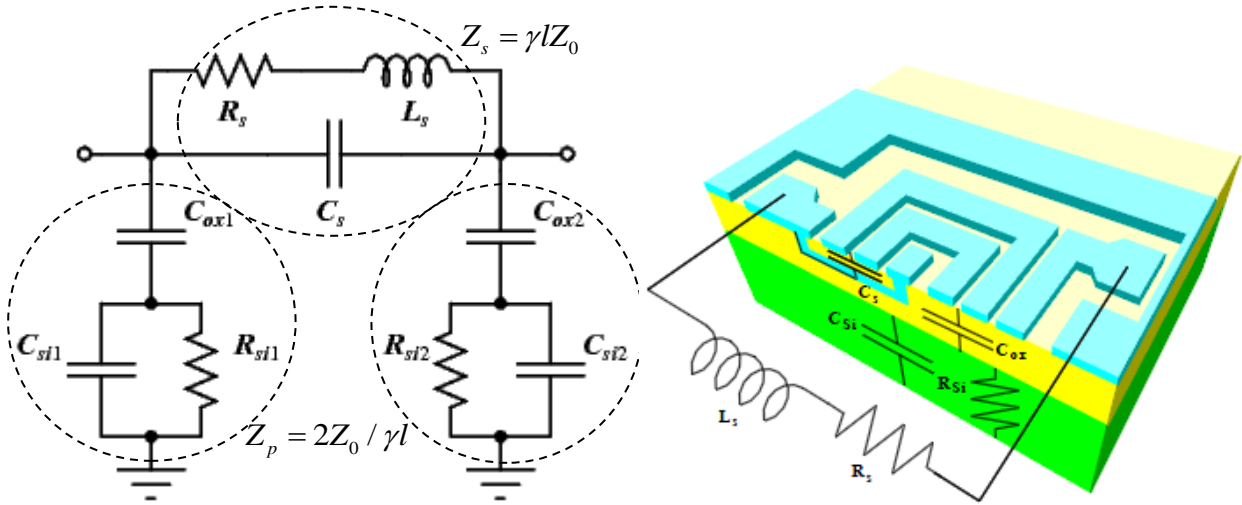 Z_s = γlZ_0
R_s
L_s
C_s
C_ox1
C_ox2
C_si1
R_si1
R_si2
C_si2
Z_p = 2Z_0 / γl
C_s
C_Si
C_ox
R_Si
L_s
R_s